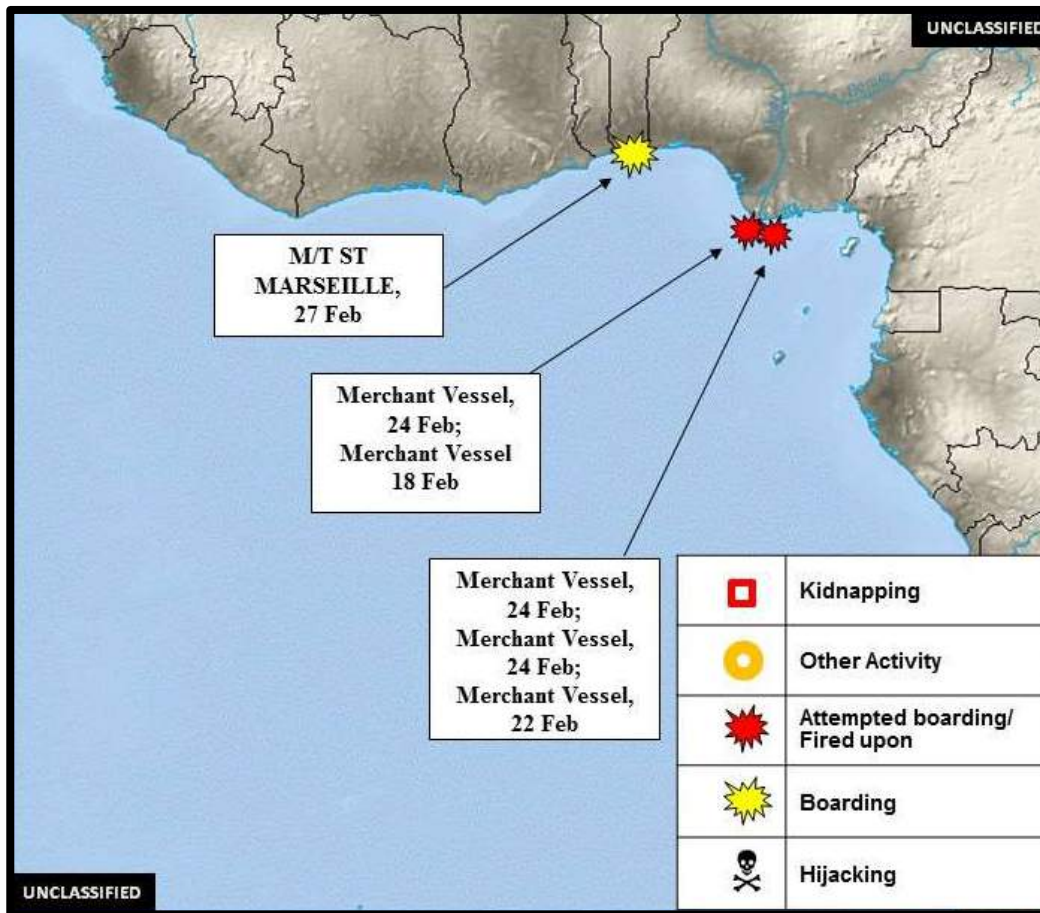 UNCLASSIFIED
M/T ST
MARSEILLE,
27 Feb
Merchant Vessel,
24 Feb;
Merchant Vessel
18 Feb
Merchant Vessel,
24 Feb;
Merchant Vessel,
24 Feb;
Merchant Vessel,
22 Feb
Kidnapping
Other Activity
Attempted boarding/
Fired upon
Boarding
Hijacking
UNCLASSIFIED